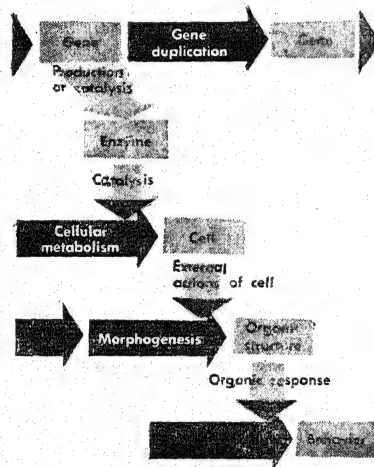 Gene
Gene
duplication
Gene
Production
or catalysis
Enzyme
Catalysis
Cellular
metabolism
Cell
External
actions of cell
Morphogenesis
Organic
structure
Organic response
Behavior